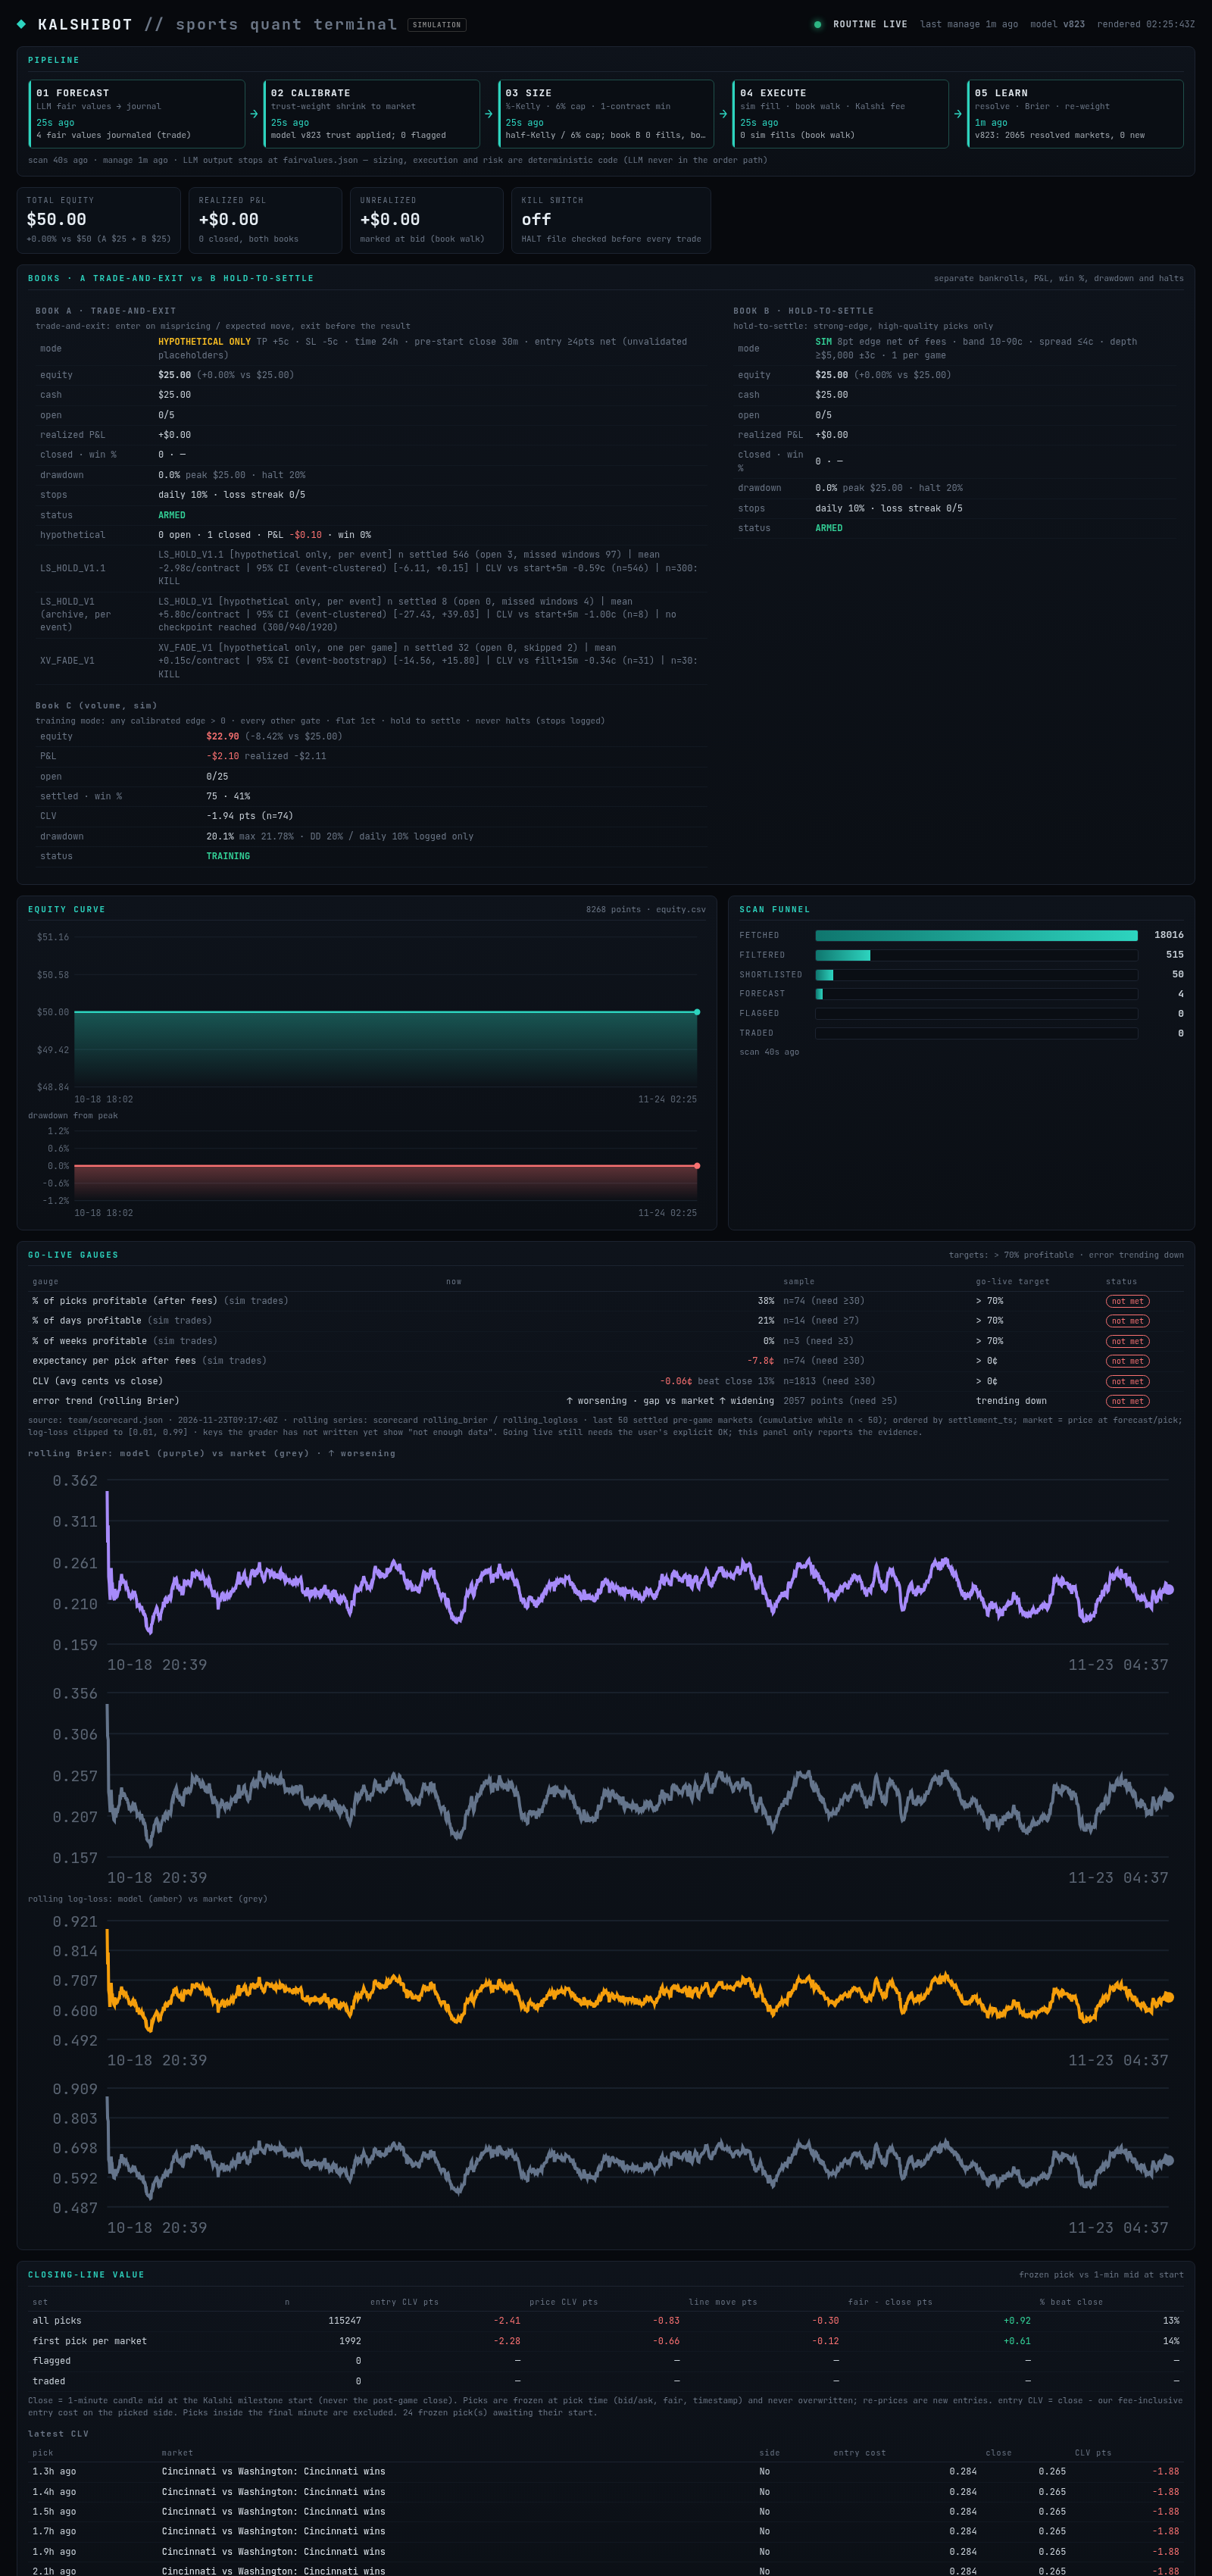 ◆ KALSHIBOT // sports quant terminal SIMULATION
ROUTINE LIVE last manage 1m ago model v823 rendered 02:25:43Z
PIPELINE
01 FORECAST
LLM fair values → journal
25s ago
4 fair values journaled (trade)
→
02 CALIBRATE
trust-weight shrink to market
25s ago
model v823 trust applied; 0 flagged
→
03 SIZE
½-Kelly · 6% cap · 1-contract min
25s ago
half-Kelly / 6% cap; book B 0 fills, bo…
→
04 EXECUTE
sim fill · book walk · Kalshi fee
25s ago
0 sim fills (book walk)
→
05 LEARN
resolve · Brier · re-weight
1m ago
v823: 2065 resolved markets, 0 new
scan 40s ago · manage 1m ago · LLM output stops at fairvalues.json — sizing, execution and risk are deterministic code (LLM never in the order path)
TOTAL EQUITY
$50.00
+0.00% vs $50 (A $25 + B $25)
REALIZED P&L
+$0.00
0 closed, both books
UNREALIZED
+$0.00
marked at bid (book walk)
KILL SWITCH
off
HALT file checked before every trade
BOOKS · A TRADE-AND-EXIT vs B HOLD-TO-SETTLE
separate bankrolls, P&L, win %, drawdown and halts
BOOK A · TRADE-AND-EXIT
trade-and-exit: enter on mispricing / expected move, exit before the result
mode HYPOTHETICAL ONLY TP +5c · SL -5c · time 24h · pre-start close 30m · entry ≥4pts net (unvalidated
placeholders)
equity $25.00 (+0.00% vs $25.00)
cash $25.00
open 0/5
realized P&L +$0.00
closed · win % 0 · —
drawdown 0.0% peak $25.00 · halt 20%
stops daily 10% · loss streak 0/5
status ARMED
hypothetical 0 open · 1 closed · P&L -$0.10 · win 0%
LS_HOLD_V1.1 LS_HOLD_V1.1 [hypothetical only, per event] n settled 546 (open 3, missed windows 97) | mean
-2.98c/contract | 95% CI (event-clustered) [-6.11, +0.15] | CLV vs start+5m -0.59c (n=546) | n=300:
KILL
LS_HOLD_V1 (archive, per event) LS_HOLD_V1 [hypothetical only, per event] n settled 8 (open 0, missed windows 4) | mean
+5.80c/contract | 95% CI (event-clustered) [-27.43, +39.03] | CLV vs start+5m -1.00c (n=8) | no
checkpoint reached (300/940/1920)
XV_FADE_V1 XV_FADE_V1 [hypothetical only, one per game] n settled 32 (open 0, skipped 2) | mean
+0.15c/contract | 95% CI (event-bootstrap) [-14.56, +15.80] | CLV vs fill+15m -0.34c (n=31) | n=30:
KILL
BOOK B · HOLD-TO-SETTLE
hold-to-settle: strong-edge, high-quality picks only
mode SIM 8pt edge net of fees · band 10-90c · spread ≤4c · depth
≥$5,000 ±3c · 1 per game
equity $25.00 (+0.00% vs $25.00)
cash $25.00
open 0/5
realized P&L +$0.00
closed · win % 0 · —
drawdown 0.0% peak $25.00 · halt 20%
stops daily 10% · loss streak 0/5
status ARMED
Book C (volume, sim)
training mode: any calibrated edge > 0 · every other gate · flat 1ct · hold to settle · never halts (stops logged)
equity $22.90 (-8.42% vs $25.00)
P&L -$2.10 realized -$2.11
open 0/25
settled · win % 75 · 41%
CLV -1.94 pts (n=74)
drawdown 20.1% max 21.78% · DD 20% / daily 10% logged only
status TRAINING
EQUITY CURVE
8268 points · equity.csv
$51.16
$50.58
$50.00
$49.42
$48.84
10-18 18:02 11-24 02:25
drawdown from peak
1.2%
0.6%
0.0%
-0.6%
-1.2%
10-18 18:02 11-24 02:25
SCAN FUNNEL
FETCHED 18016
FILTERED 515
SHORTLISTED 50
FORECAST 4
FLAGGED 0
TRADED 0
scan 40s ago
GO-LIVE GAUGES
targets: > 70% profitable · error trending down
gauge now sample go-live target status
% of picks profitable (after fees) (sim trades) 38% n=74 (need ≥30) > 70% not met
% of days profitable (sim trades) 21% n=14 (need ≥7) > 70% not met
% of weeks profitable (sim trades) 0% n=3 (need ≥3) > 70% not met
expectancy per pick after fees (sim trades) -7.8¢ n=74 (need ≥30) > 0¢ not met
CLV (avg cents vs close) -0.06¢ beat close 13% n=1813 (need ≥30) > 0¢ not met
error trend (rolling Brier) ↑ worsening · gap vs market ↑ widening 2057 points (need ≥5) trending down not met
source: team/scorecard.json · 2026-11-23T09:17:40Z · rolling series: scorecard rolling_brier / rolling_logloss · last 50 settled pre-game markets (cumulative while n < 50); ordered by settlement_ts; market = price at forecast/pick;
log-loss clipped to [0.01, 0.99] · keys the grader has not written yet show "not enough data". Going live still needs the user's explicit OK; this panel only reports the evidence.
rolling Brier: model (purple) vs market (grey) · ↑ worsening
0.362
0.311
0.261
0.210
0.159
10-18 20:39 11-23 04:37
0.356
0.306
0.257
0.207
0.157
10-18 20:39 11-23 04:37
rolling log-loss: model (amber) vs market (grey)
0.921
0.814
0.707
0.600
0.492
10-18 20:39 11-23 04:37
0.909
0.803
0.698
0.592
0.487
10-18 20:39 11-23 04:37
CLOSING-LINE VALUE
frozen pick vs 1-min mid at start
set n entry CLV pts price CLV pts line move pts fair - close pts % beat close
all picks 115247 -2.41 -0.83 -0.30 +0.92 13%
first pick per market 1992 -2.28 -0.66 -0.12 +0.61 14%
flagged 0 — — — — —
traded 0 — — — — —
Close = 1-minute candle mid at the Kalshi milestone start (never the post-game close). Picks are frozen at pick time (bid/ask, fair, timestamp) and never overwritten; re-prices are new entries. entry CLV = close - our fee-inclusive
entry cost on the picked side. Picks inside the final minute are excluded. 24 frozen pick(s) awaiting their start.
latest CLV
pick market side entry cost close CLV pts
1.3h ago Cincinnati vs Washington: Cincinnati wins No 0.284 0.265 -1.88
1.4h ago Cincinnati vs Washington: Cincinnati wins No 0.284 0.265 -1.88
1.5h ago Cincinnati vs Washington: Cincinnati wins No 0.284 0.265 -1.88
1.7h ago Cincinnati vs Washington: Cincinnati wins No 0.284 0.265 -1.88
1.9h ago Cincinnati vs Washington: Cincinnati wins No 0.284 0.265 -1.88
2.1h ago Cincinnati vs Washington: Cincinnati wins No 0.284 0.265 -1.88